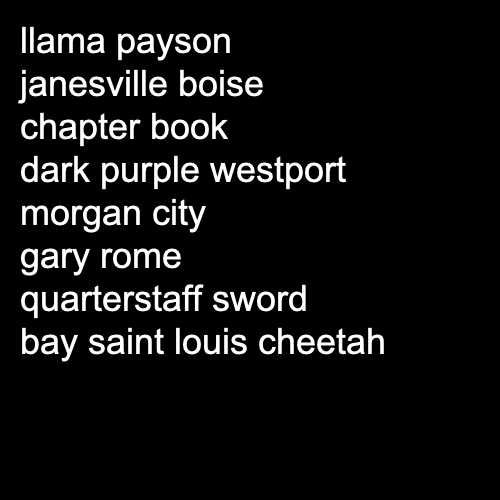 llama payson
janesville boise
chapter book
dark purple westport
morgan city
gary rome
quarterstaff sword
bay saint louis cheetah